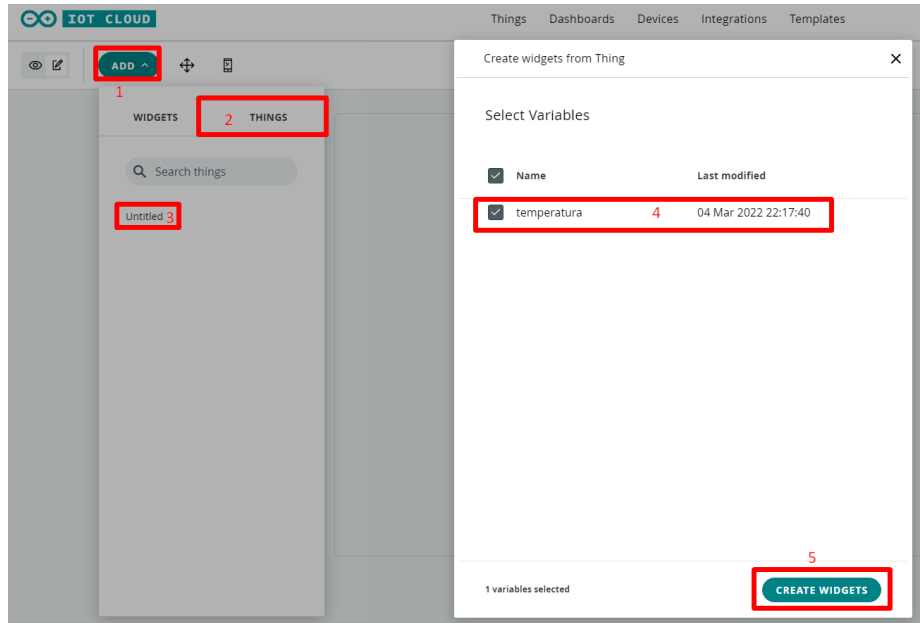 IOT CLOUD
Things Dashboards Devices Integrations Templates
ADD
1
WIDGETS
2 THINGS
Search things
Untitled 3
Create widgets from Thing
Select Variables
Name Last modified
temperatura 4 04 Mar 2022 22:17:40
5
1 variables selected
CREATE WIDGETS